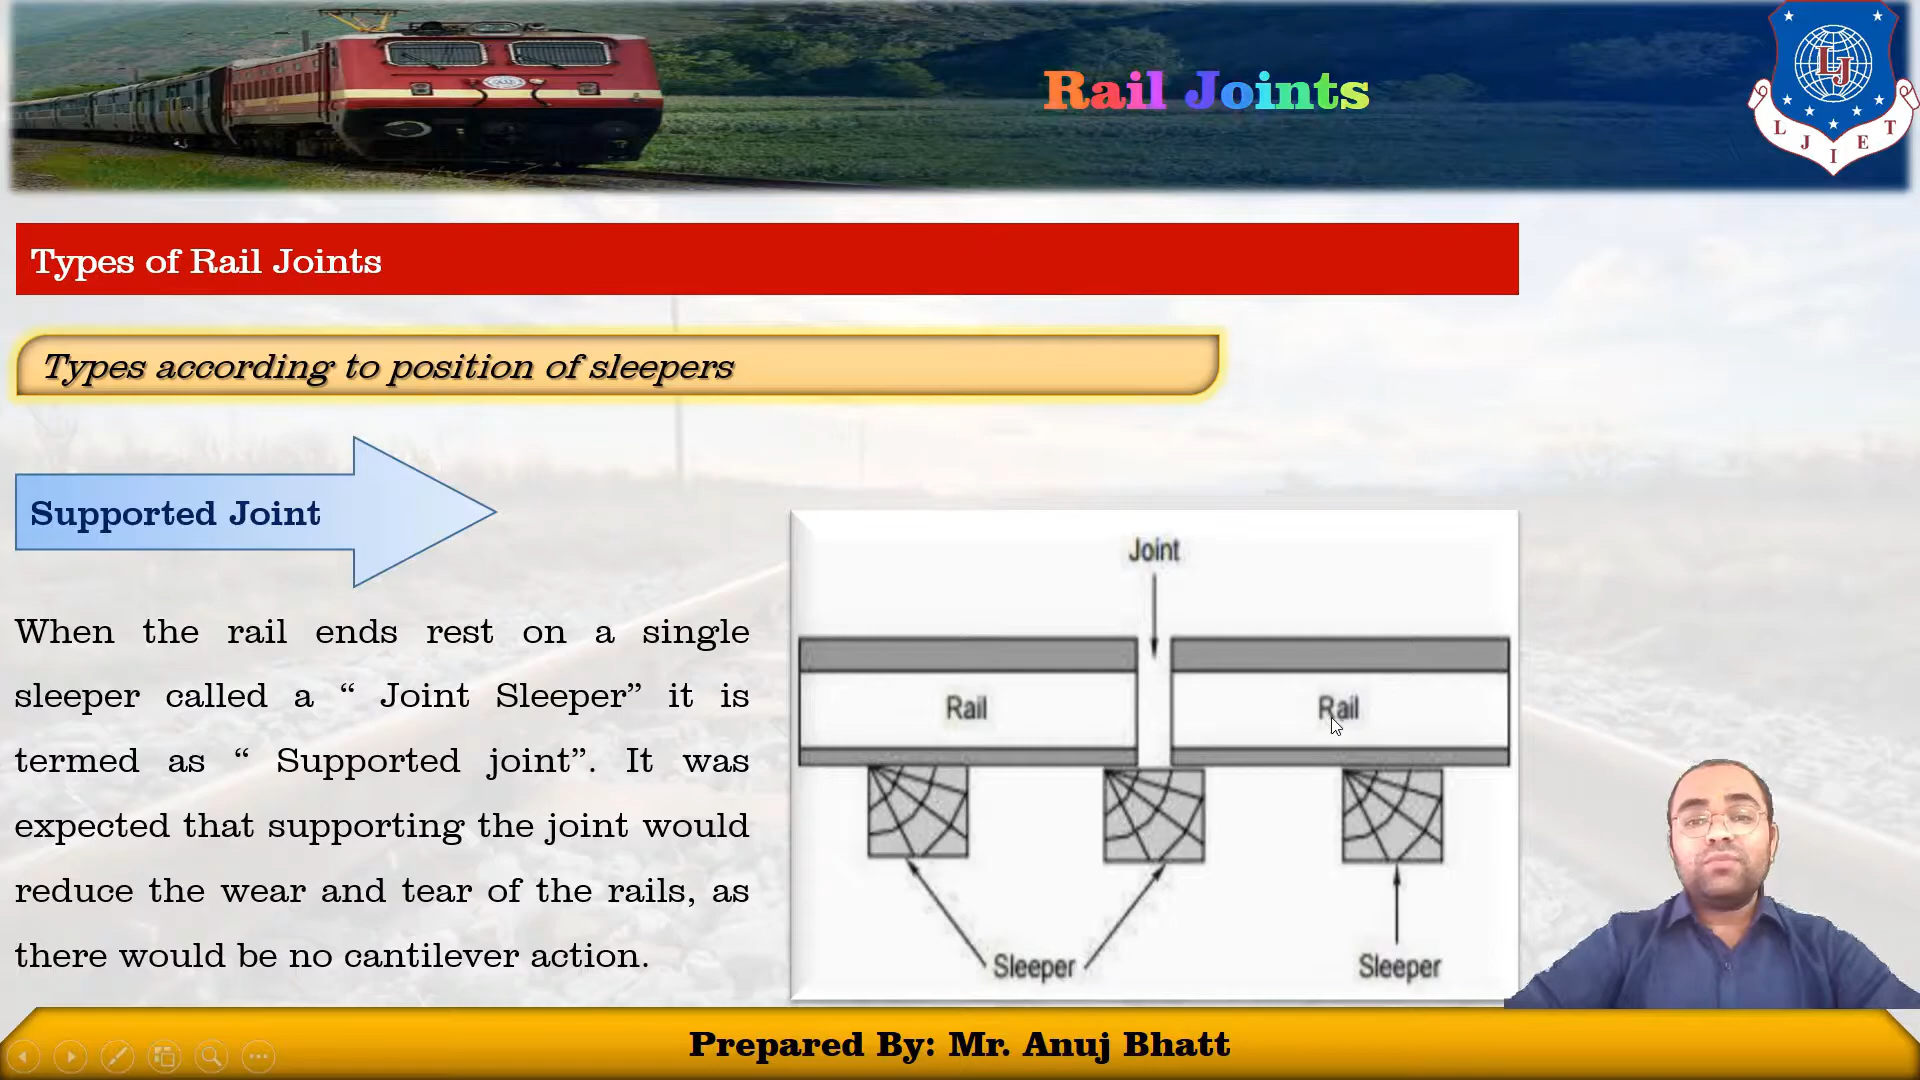 Rail Joints
L J I E T
LJ
Types of Rail Joints
Types according to position of sleepers
Supported Joint
When the rail ends rest on a single
sleeper called a “ Joint Sleeper” it is
termed as “ Supported joint”. It was
expected that supporting the joint would
reduce the wear and tear of the rails, as
there would be no cantilever action.
Joint
Rail Rail
Sleeper Sleeper
Prepared By: Mr. Anuj Bhatt